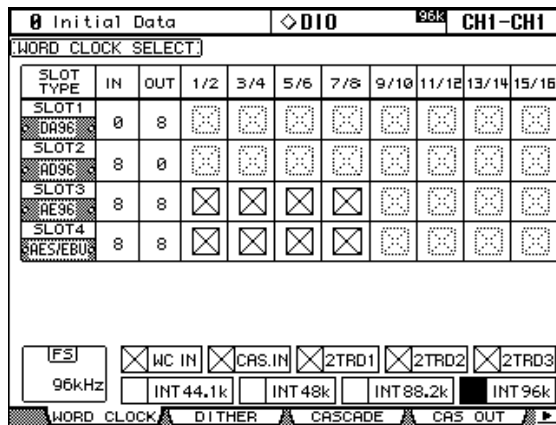 0 Initial Data ◇DIO 96k CH1-CH1
WORD CLOCK SELECT
SLOT TYPE IN OUT 1/2 3/4 5/6 7/8 9/10 11/12 13/14 15/16
SLOT1 DA96 0 8
SLOT2 AD96 8 0
SLOT3 AE96 8 8
SLOT4 AES/EBU 8 8
FS WC IN CAS.IN 2TRD1 2TRD2 2TRD3
96kHz INT44.1k INT48k INT88.2k INT96k
WORD CLOCK DITHER CASCADE CAS OUT